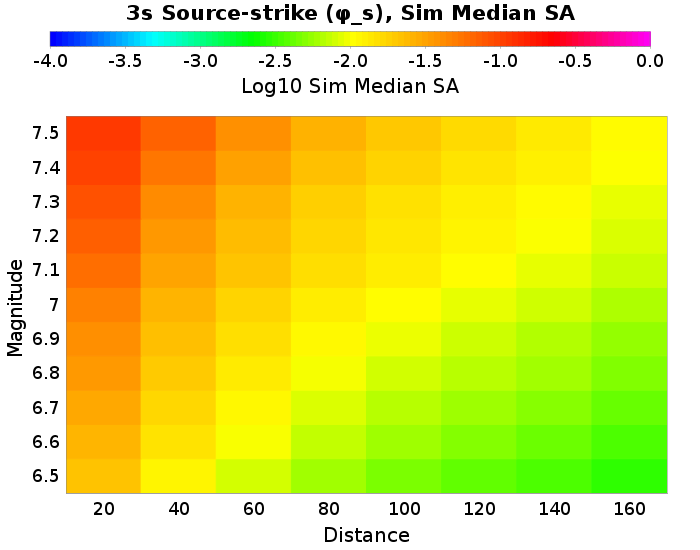 3s Source-strike (φ_s), Sim Median SA
-4.0 -3.5 -3.0 -2.5 -2.0 -1.5 -1.0 -0.5 0.0
Log10 Sim Median SA
7.5
7.4
7.3
7.2
7.1
7
6.9
6.8
6.7
6.6
6.5
Magnitude
20 40 60 80 100 120 140 160
Distance